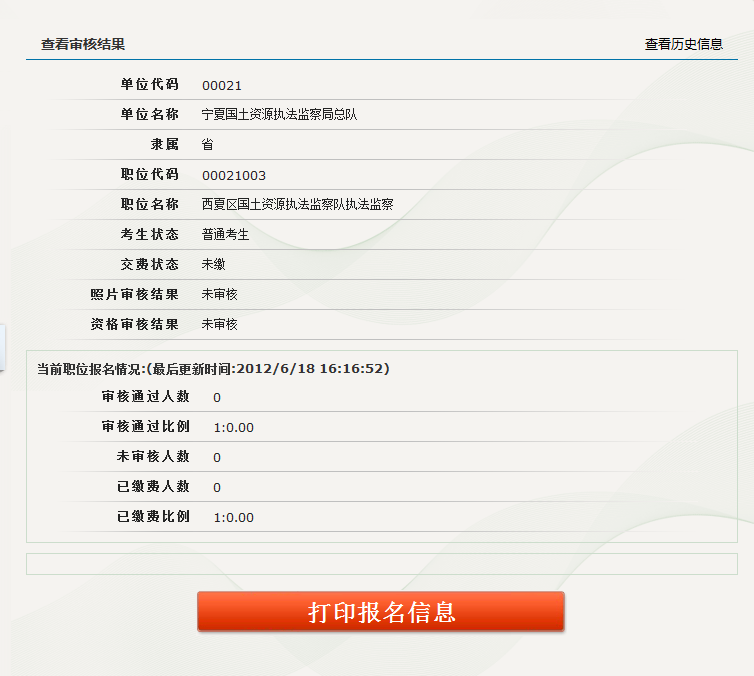 查看审核结果 查看历史信息
单位代码 00021
单位名称 宁夏国土资源执法监察局总队
隶属 省
职位代码 00021003
职位名称 西夏区国土资源执法监察队执法监察
考生状态 普通考生
交费状态 未缴
照片审核结果 未审核
资格审核结果 未审核
当前职位报名情况:(最后更新时间:2012/6/18 16:16:52)
审核通过人数 0
审核通过比例 1:0.00
未审核人数 0
已缴费人数 0
已缴费比例 1:0.00
打印报名信息